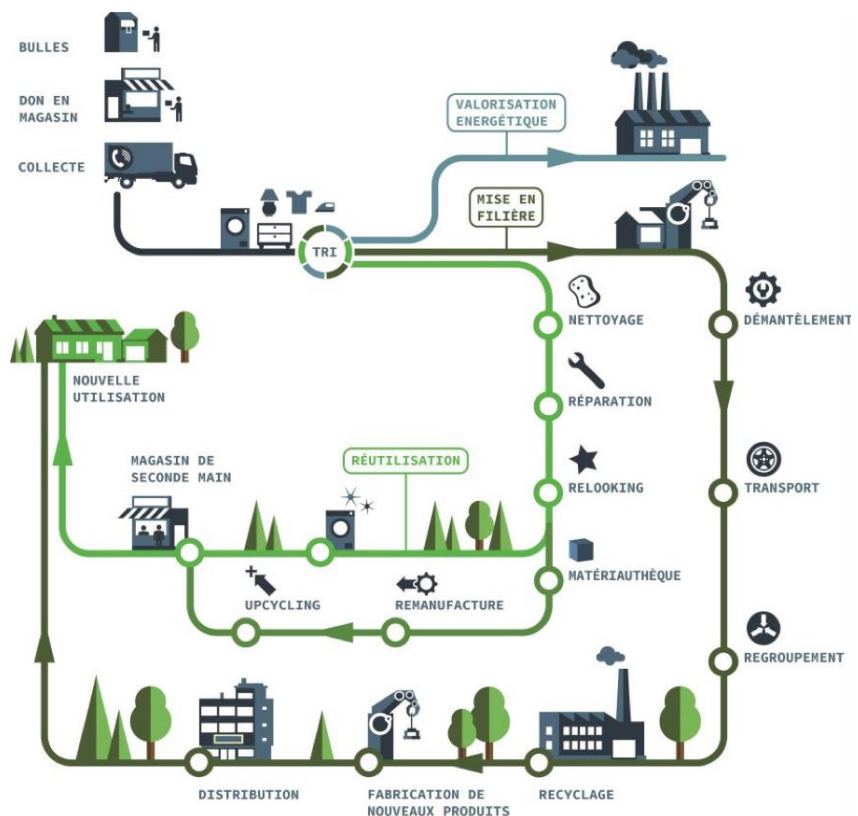 BULLES
DON EN
MAGASIN
COLLECTE
VALORISATION
ENERGÉTIQUE
MISE EN
FILIÈRE
TRI
NETTOYAGE
DÉMANTÈLEMENT
NOUVELLE
UTILISATION
RÉPARATION
MAGASIN DE
SECONDE MAIN
RÉUTILISATION
RELOOKING
TRANSPORT
MATÉRIAUTHÈQUE
UPCYCLING
REMANUFACTURE
REGROUPEMENT
DISTRIBUTION
FABRICATION DE
NOUVEAUX PRODUITS
RECYCLAGE